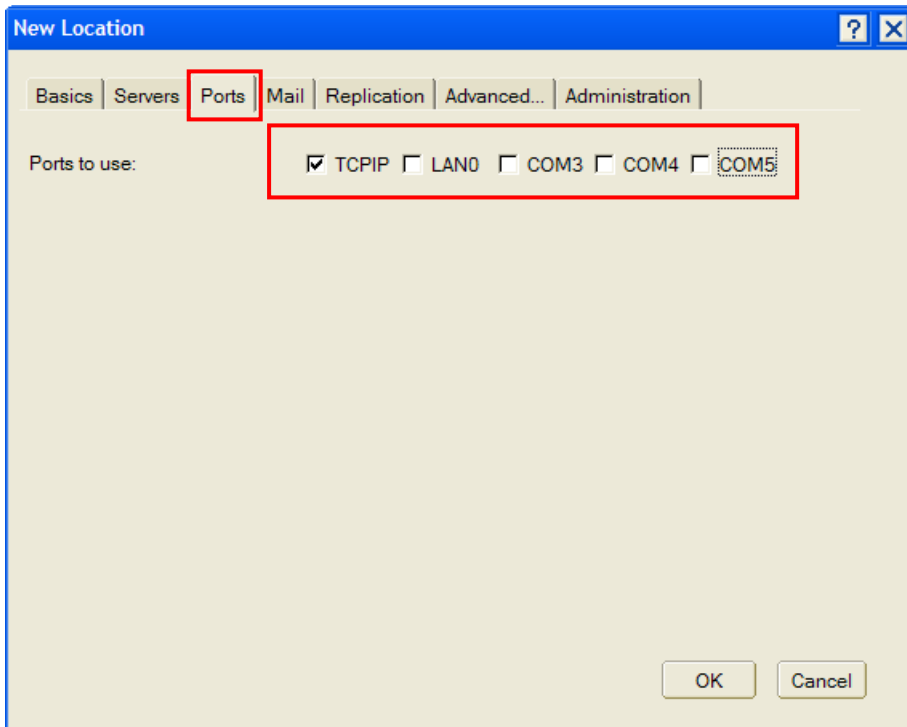 New Location
Basics Servers Ports Mail Replication Advanced... Administration
Ports to use: TCPIP LAN0 COM3 COM4 COM5
OK Cancel